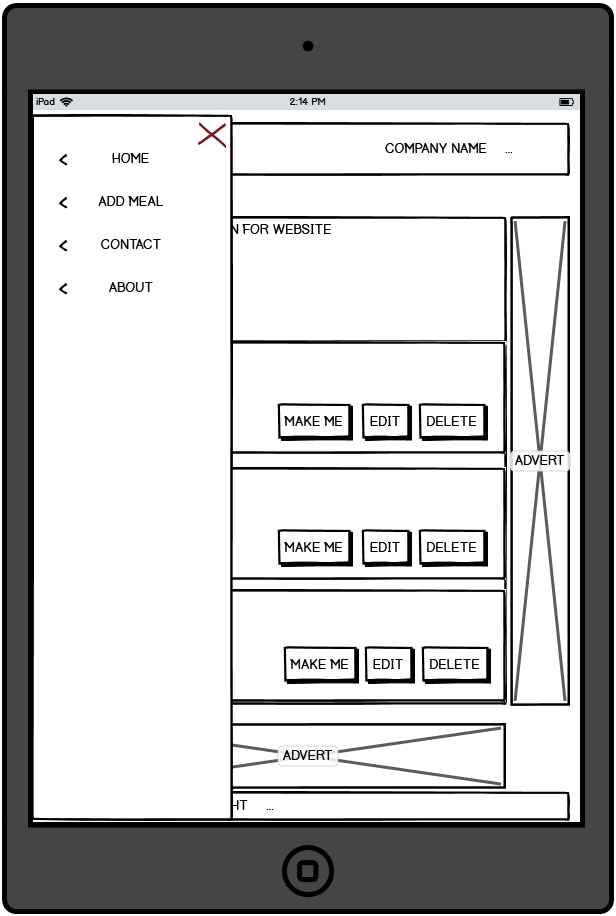 iPad 2:14 PM
HOME
ADD MEAL
CONTACT
ABOUT
COMPANY NAME ...
N FOR WEBSITE
MAKE ME EDIT DELETE
MAKE ME EDIT DELETE
MAKE ME EDIT DELETE
ADVERT
ADVERT
HT ...